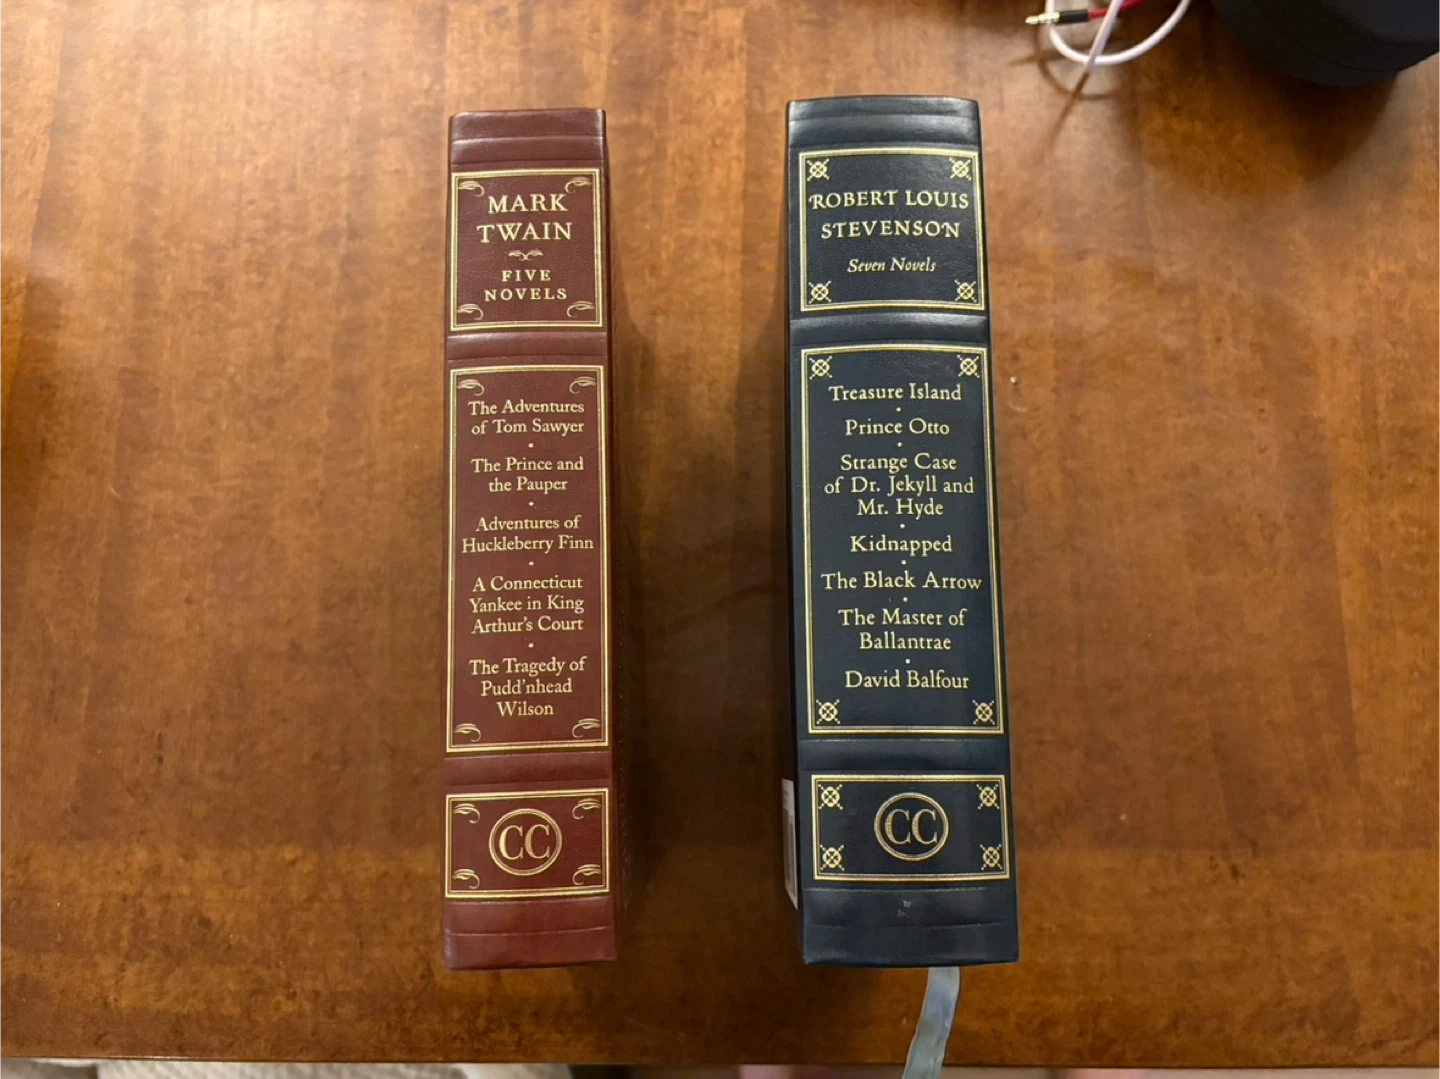 MARK
TWAIN
FIVE
NOVELS
The Adventures
of Tom Sawyer
The Prince and
the Pauper
Adventures of
Huckleberry Finn
A Connecticut
Yankee in King
Arthur's Court
The Tragedy of
Pudd'nhead
Wilson
CC
ROBERT LOUIS
STEVENSON
Seven Novels
Treasure Island
Prince Otto
Strange Case
of Dr. Jekyll and
Mr. Hyde
Kidnapped
The Black Arrow
The Master of
Ballantrae
David Balfour
CC